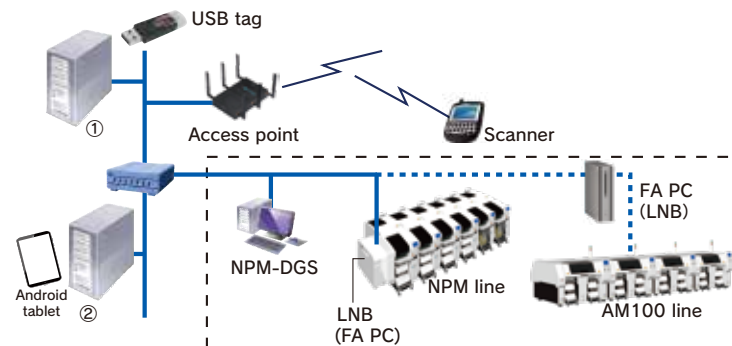 USB tag
①
Access point
Scanner
FA PC
(LNB)
NPM-DGS
NPM line
Android
tablet
②
LNB
(FA PC)
AM100 line